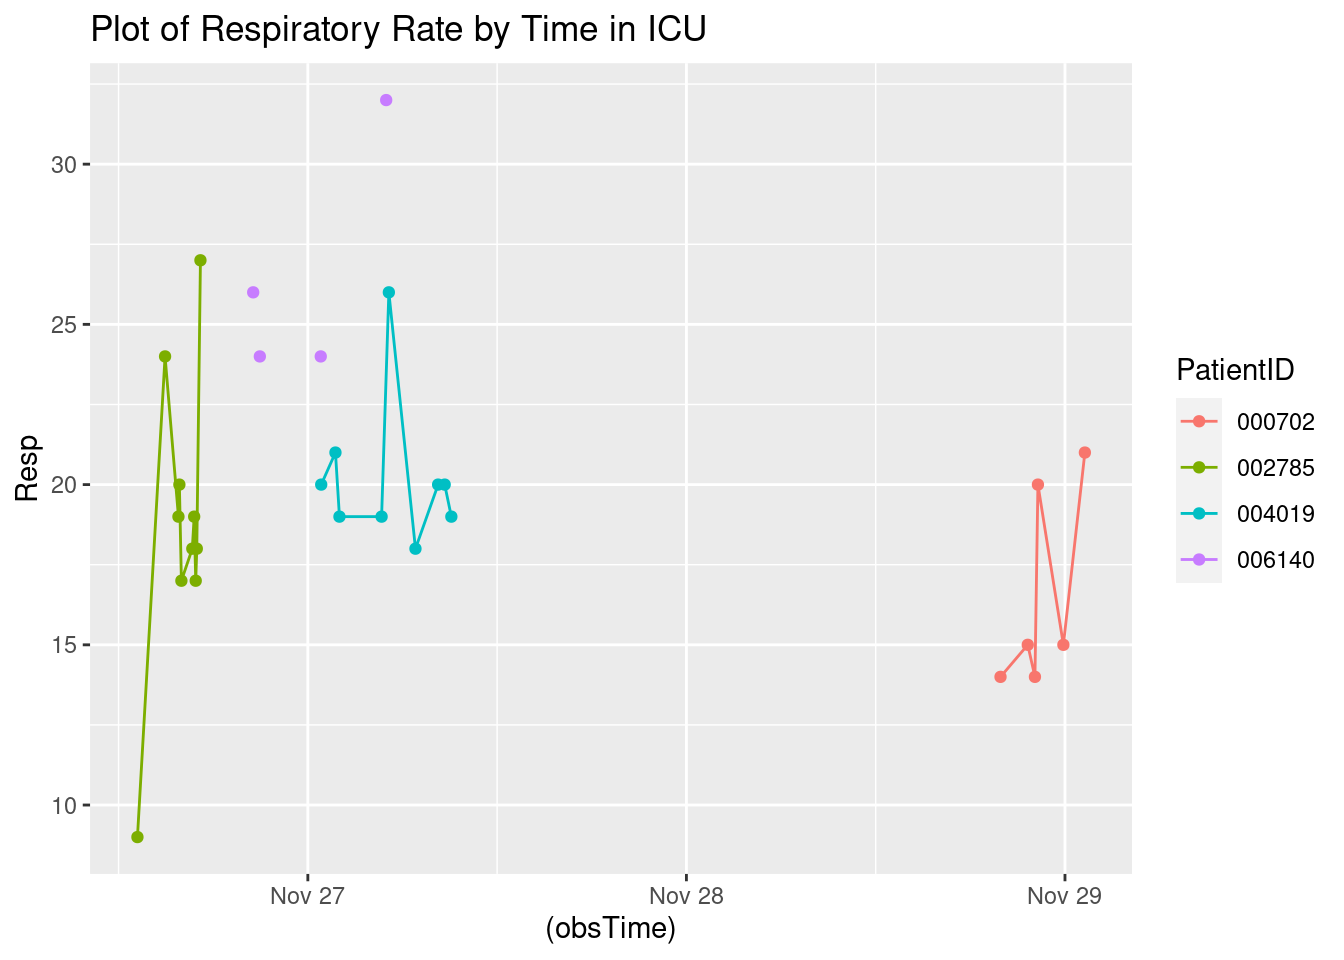 Plot of Respiratory Rate by Time in ICU
30
25
20
15
10
Resp
Nov 27
Nov 28
Nov 29
(obsTime)
PatientID
000702
002785
004019
006140